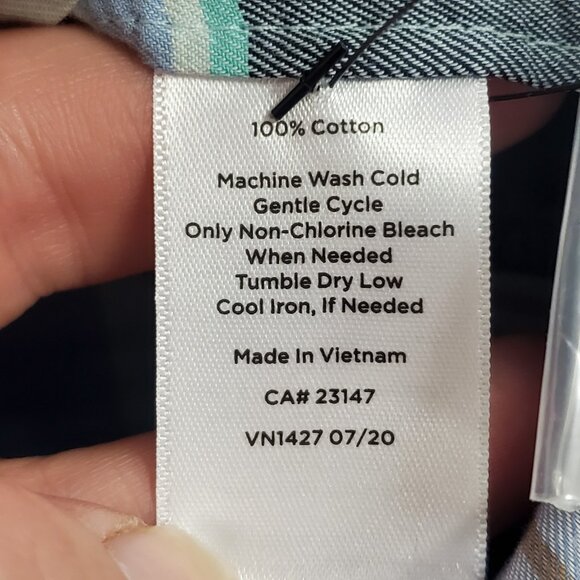 100% Cotton
Machine Wash Cold
Gentle Cycle
Only Non-Chlorine Bleach
When Needed
Tumble Dry Low
Cool Iron, If Needed
Made In Vietnam
CA# 23147
VN1427 07/20